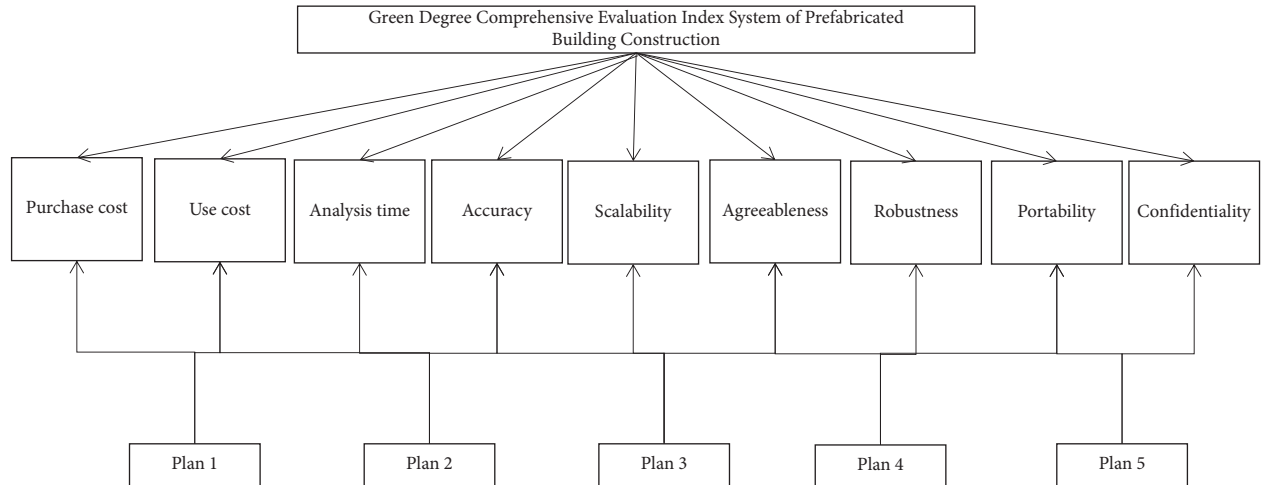 Green Degree Comprehensive Evaluation Index System of Prefabricated
Building Construction
Purchase cost
Use cost
Analysis time
Accuracy
Scalability
Agreeableness
Robustness
Portability
Confidentiality
Plan 1
Plan 2
Plan 3
Plan 4
Plan 5